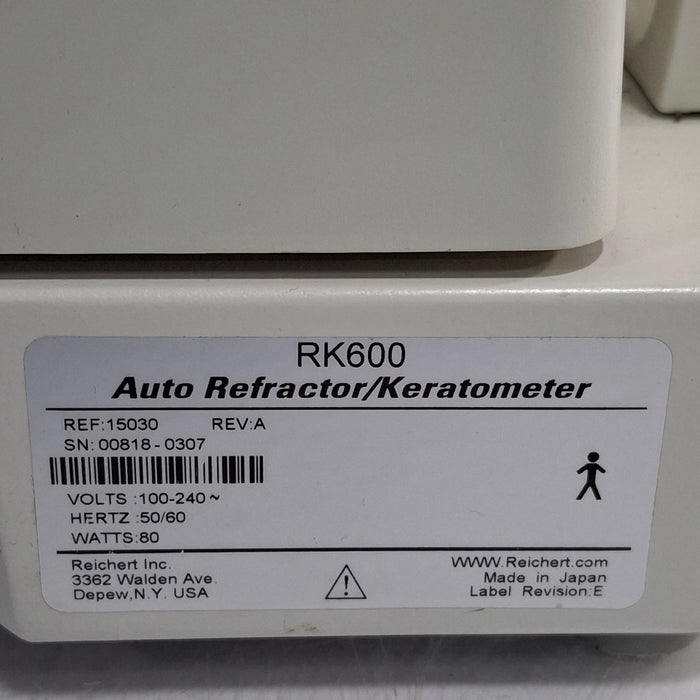 RK600
Auto Refractor/Keratometer
REF:15030 REV:A
SN: 00818-0307
VOLTS :100-240~
HERTZ :50/60
WATTS:80
Reichert Inc.
3362 Walden Ave.
Depew,N.Y. USA
WWW.Reichert.com
Made in Japan
Label Revision:E